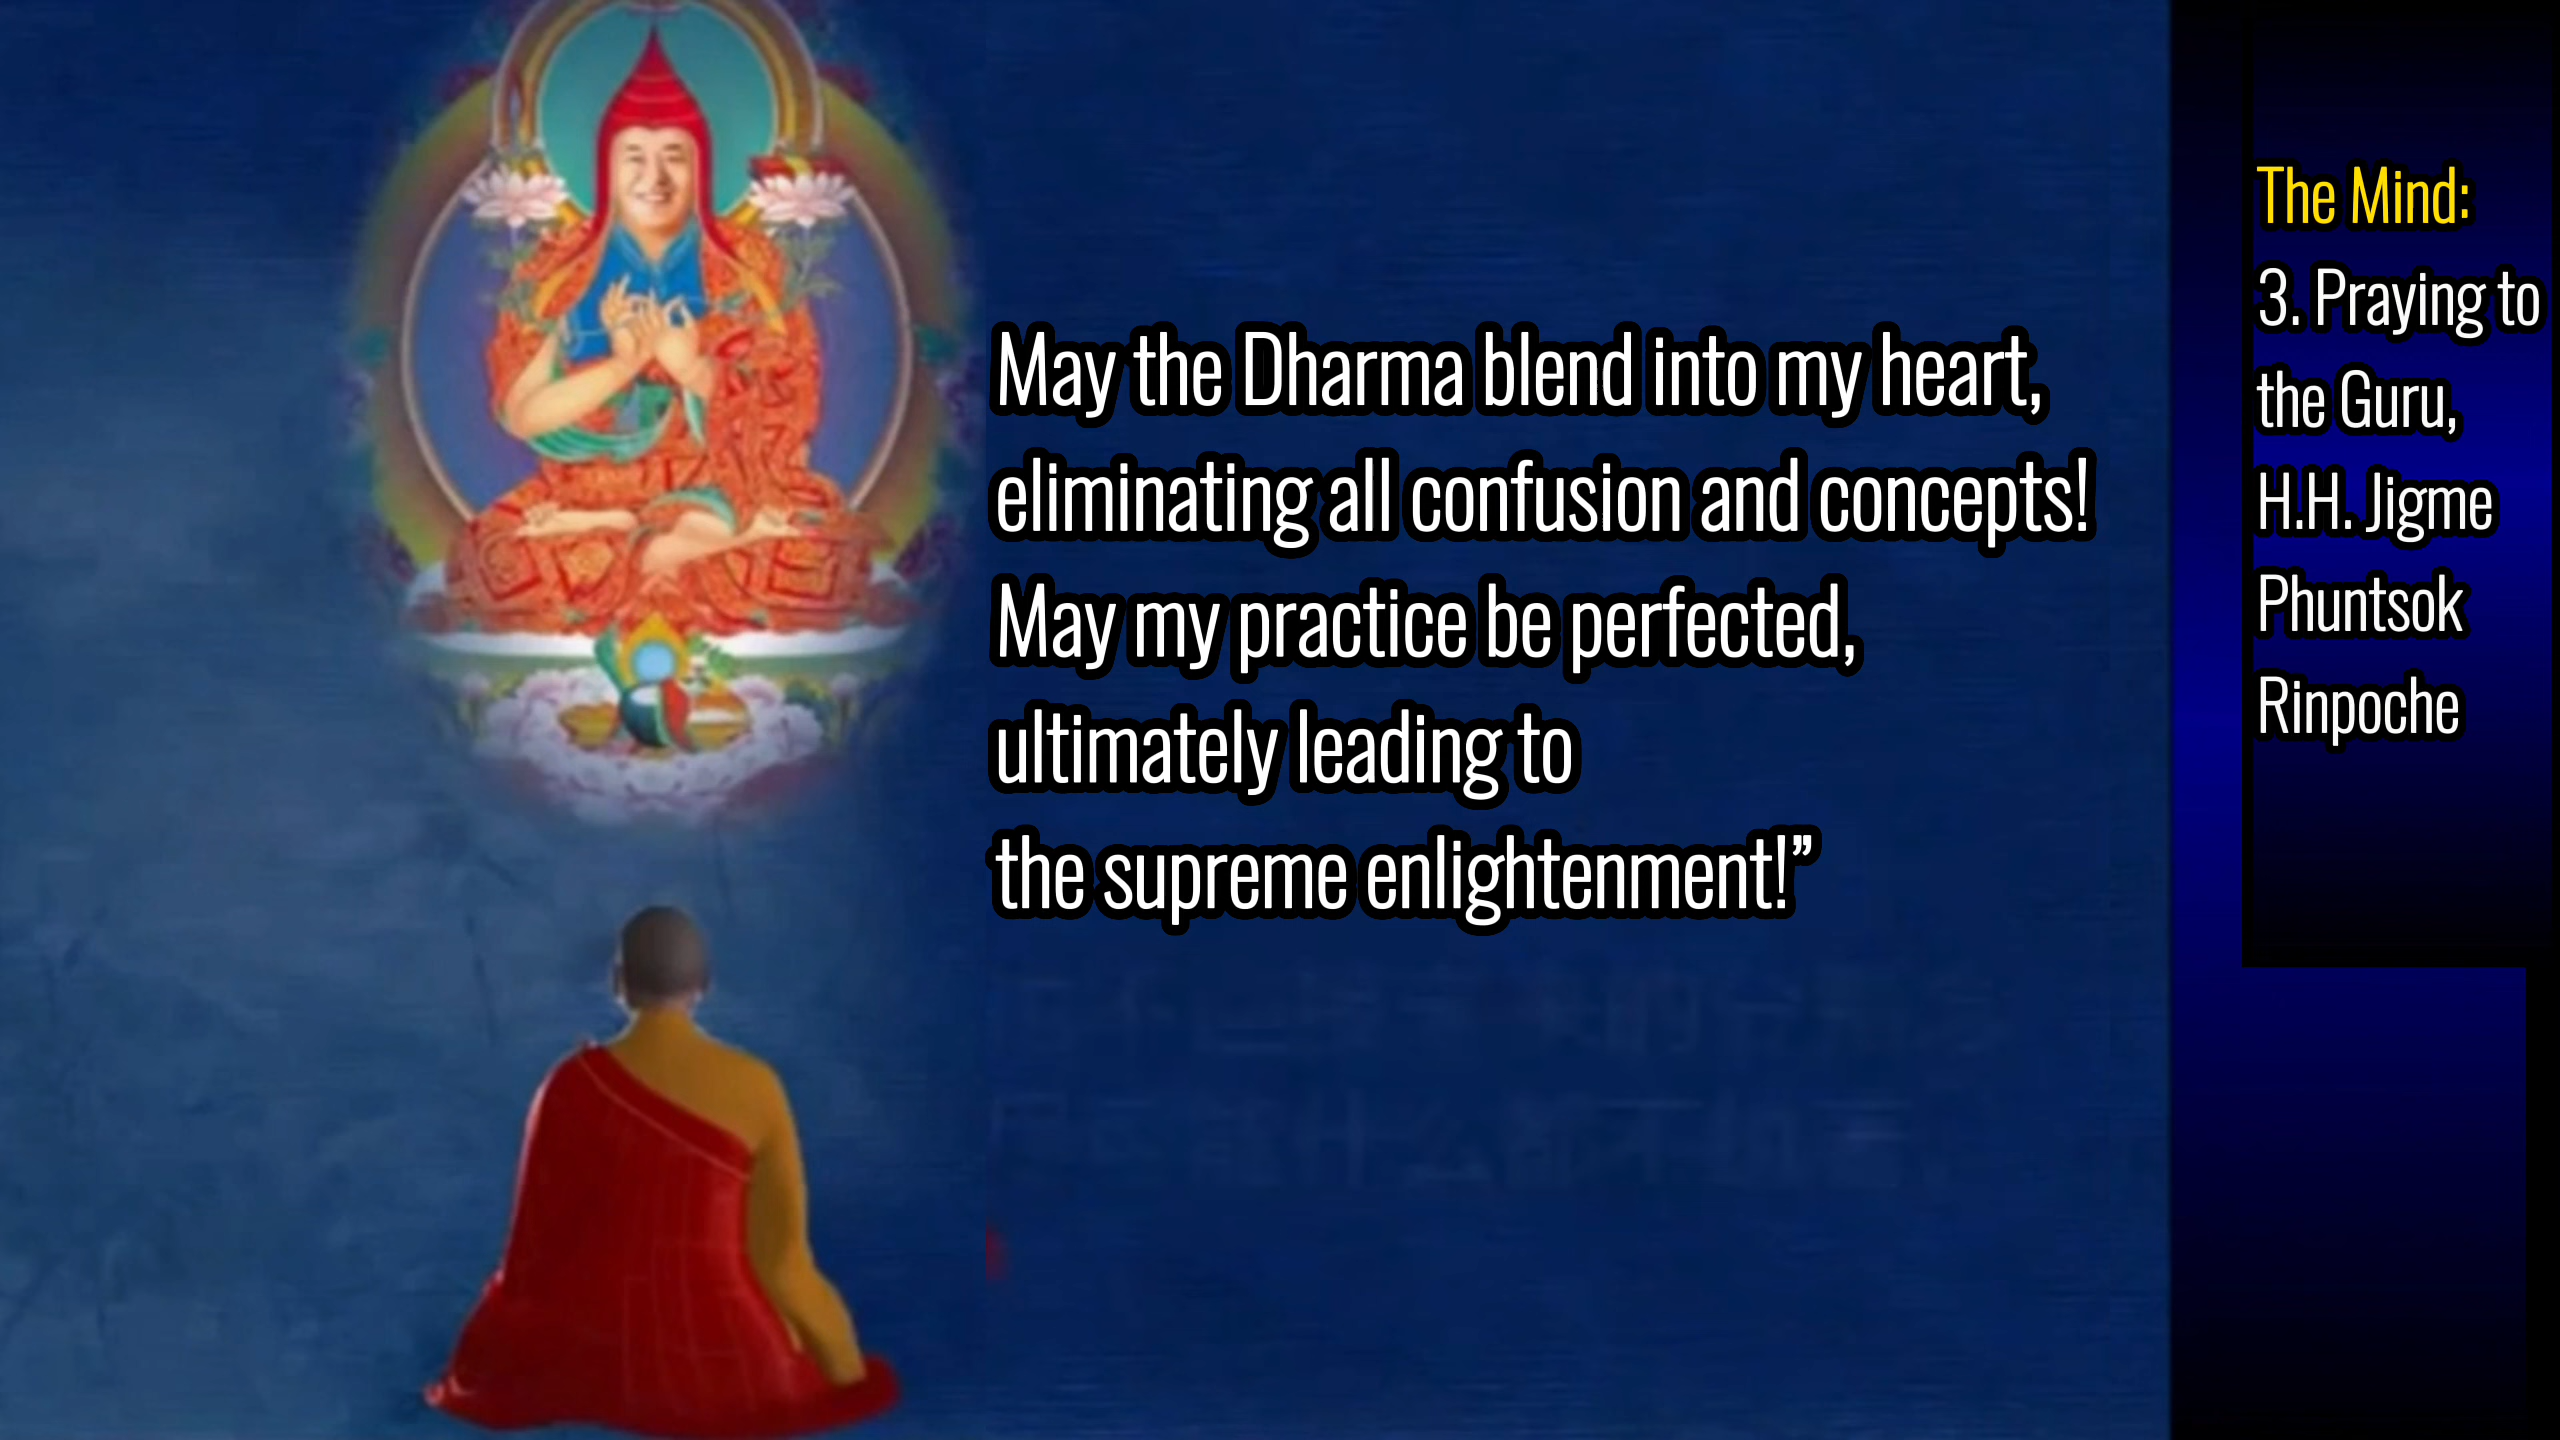 May the Dharma blend into my heart,
eliminating all confusion and concepts!
May my practice be perfected,
ultimately leading to
the supreme enlightenment!”
The Mind:
3. Praying to
the Guru,
H.H. Jigme
Phuntsok
Rinpoche